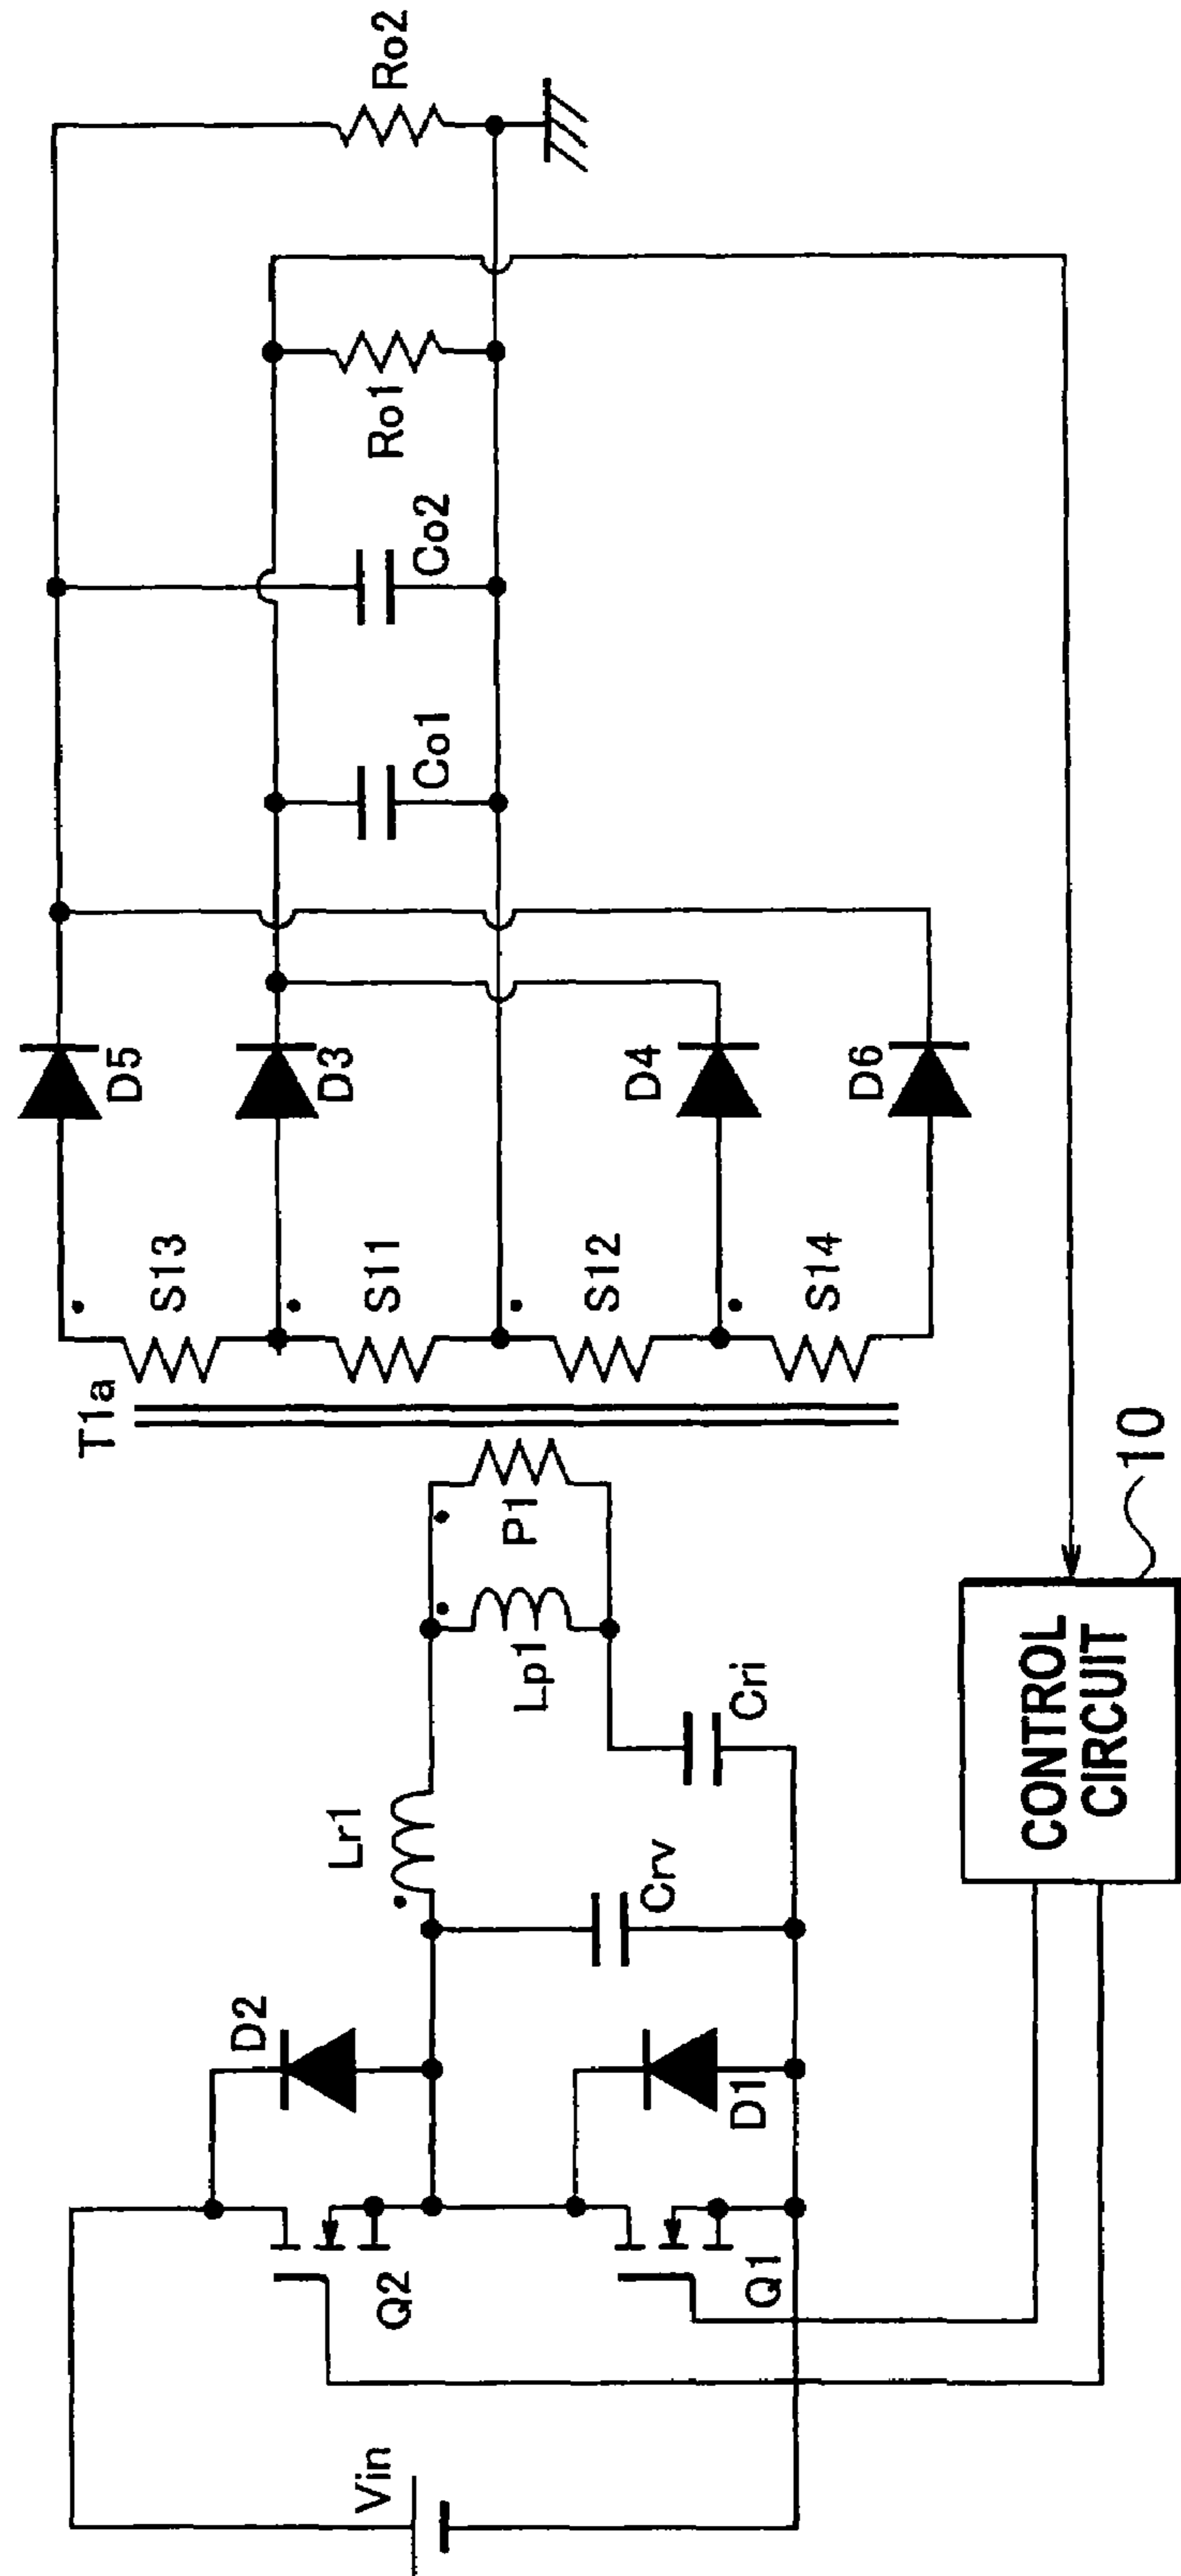 Vin
Q2
Q1
D2
D1
Crv
Lr1
Cri
Lp1
P1
T1a
S13
S11
S12
S14
D5
D3
D4
D6
Co1
Co2
Ro1
Ro2
CONTROL
CIRCUIT
10